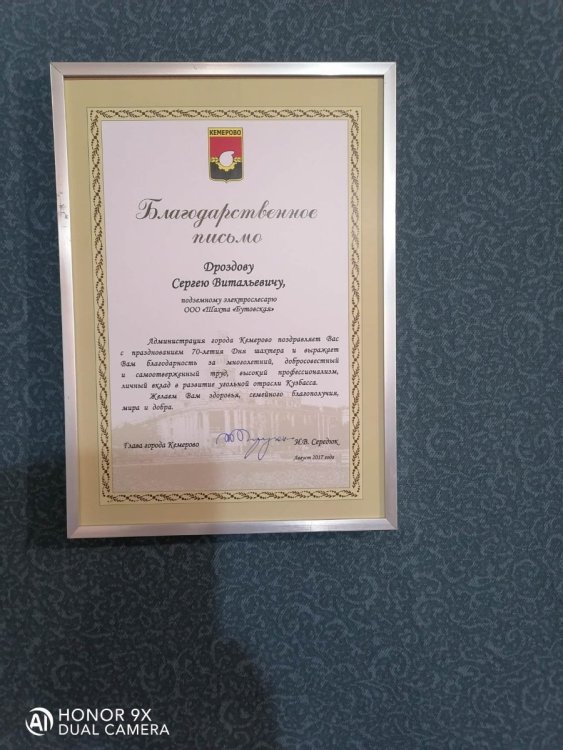 КЕМЕРОВО
Благодарственное
письмо
Дроздову
Сергею Витальевичу,
подземному электрослесарю
ООО «Шахта «Бутовская»
Администрация города Кемерово поздравляет Вас
с празднованием 70-летия Дня шахтера и выражает
Вам благодарность за многолетний, добросовестный
и самоотверженный труд, высокий профессионализм,
личный вклад в развитие угольной отрасли Кузбасса.
Желаем Вам здоровья, семейного благополучия,
мира и добра.
Глава города Кемерово И.В. Середюк
Август 2017 года
AI HONOR 9X
DUAL CAMERA